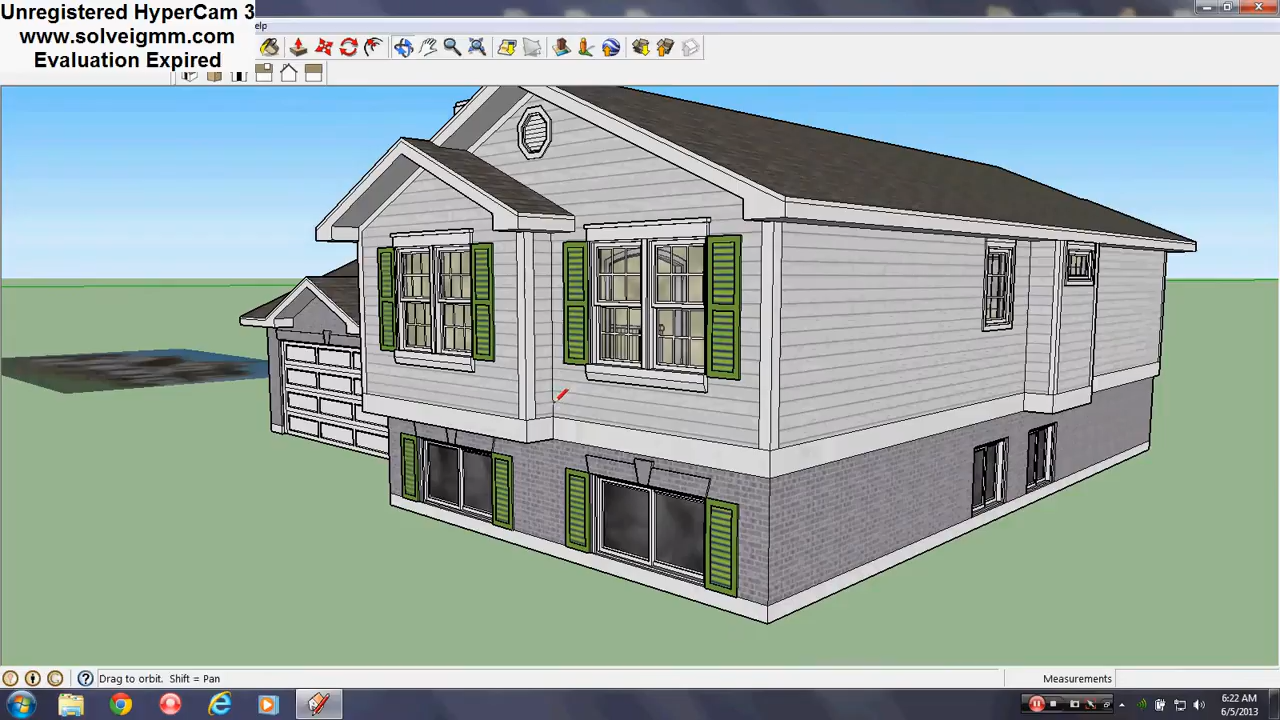 Unregistered HyperCam 3
www.solveigmm.com
Evaluation Expired
elp
Drag to orbit. Shift = Pan
Measurements
6:22 AM
6/5/2013